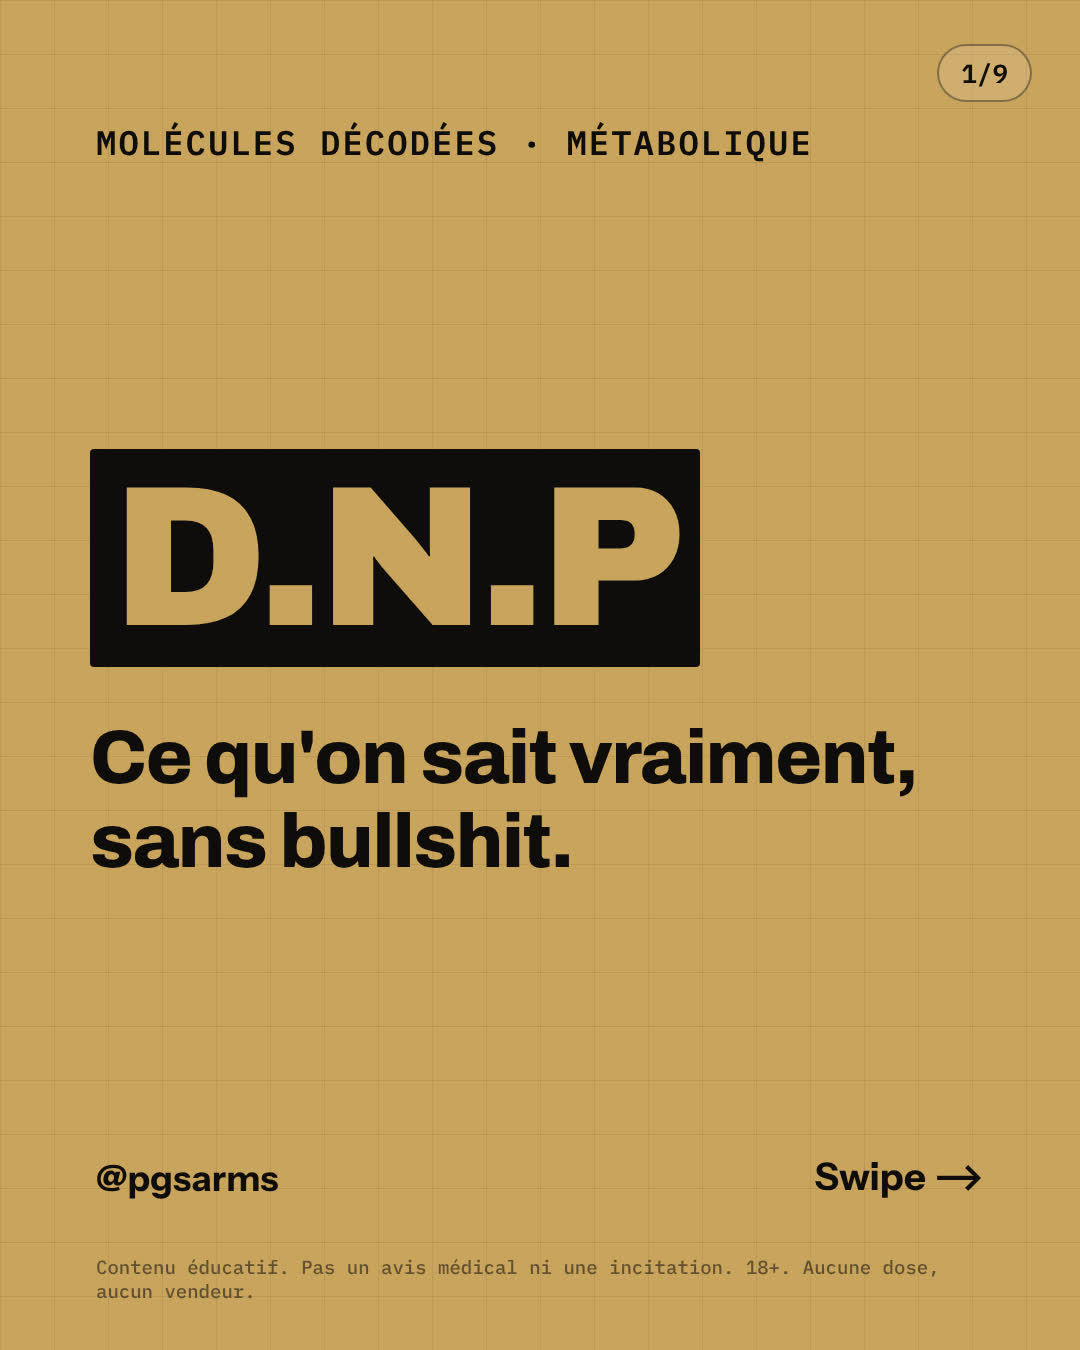 1/9
MOLÉCULES DÉCODÉES · MÉTABOLIQUE
D.N.P
Ce qu'on sait vraiment,
sans bullshit.
@pgsarms
Swipe →
Contenu éducatif. Pas un avis médical ni une incitation. 18+. Aucune dose,
aucun vendeur.